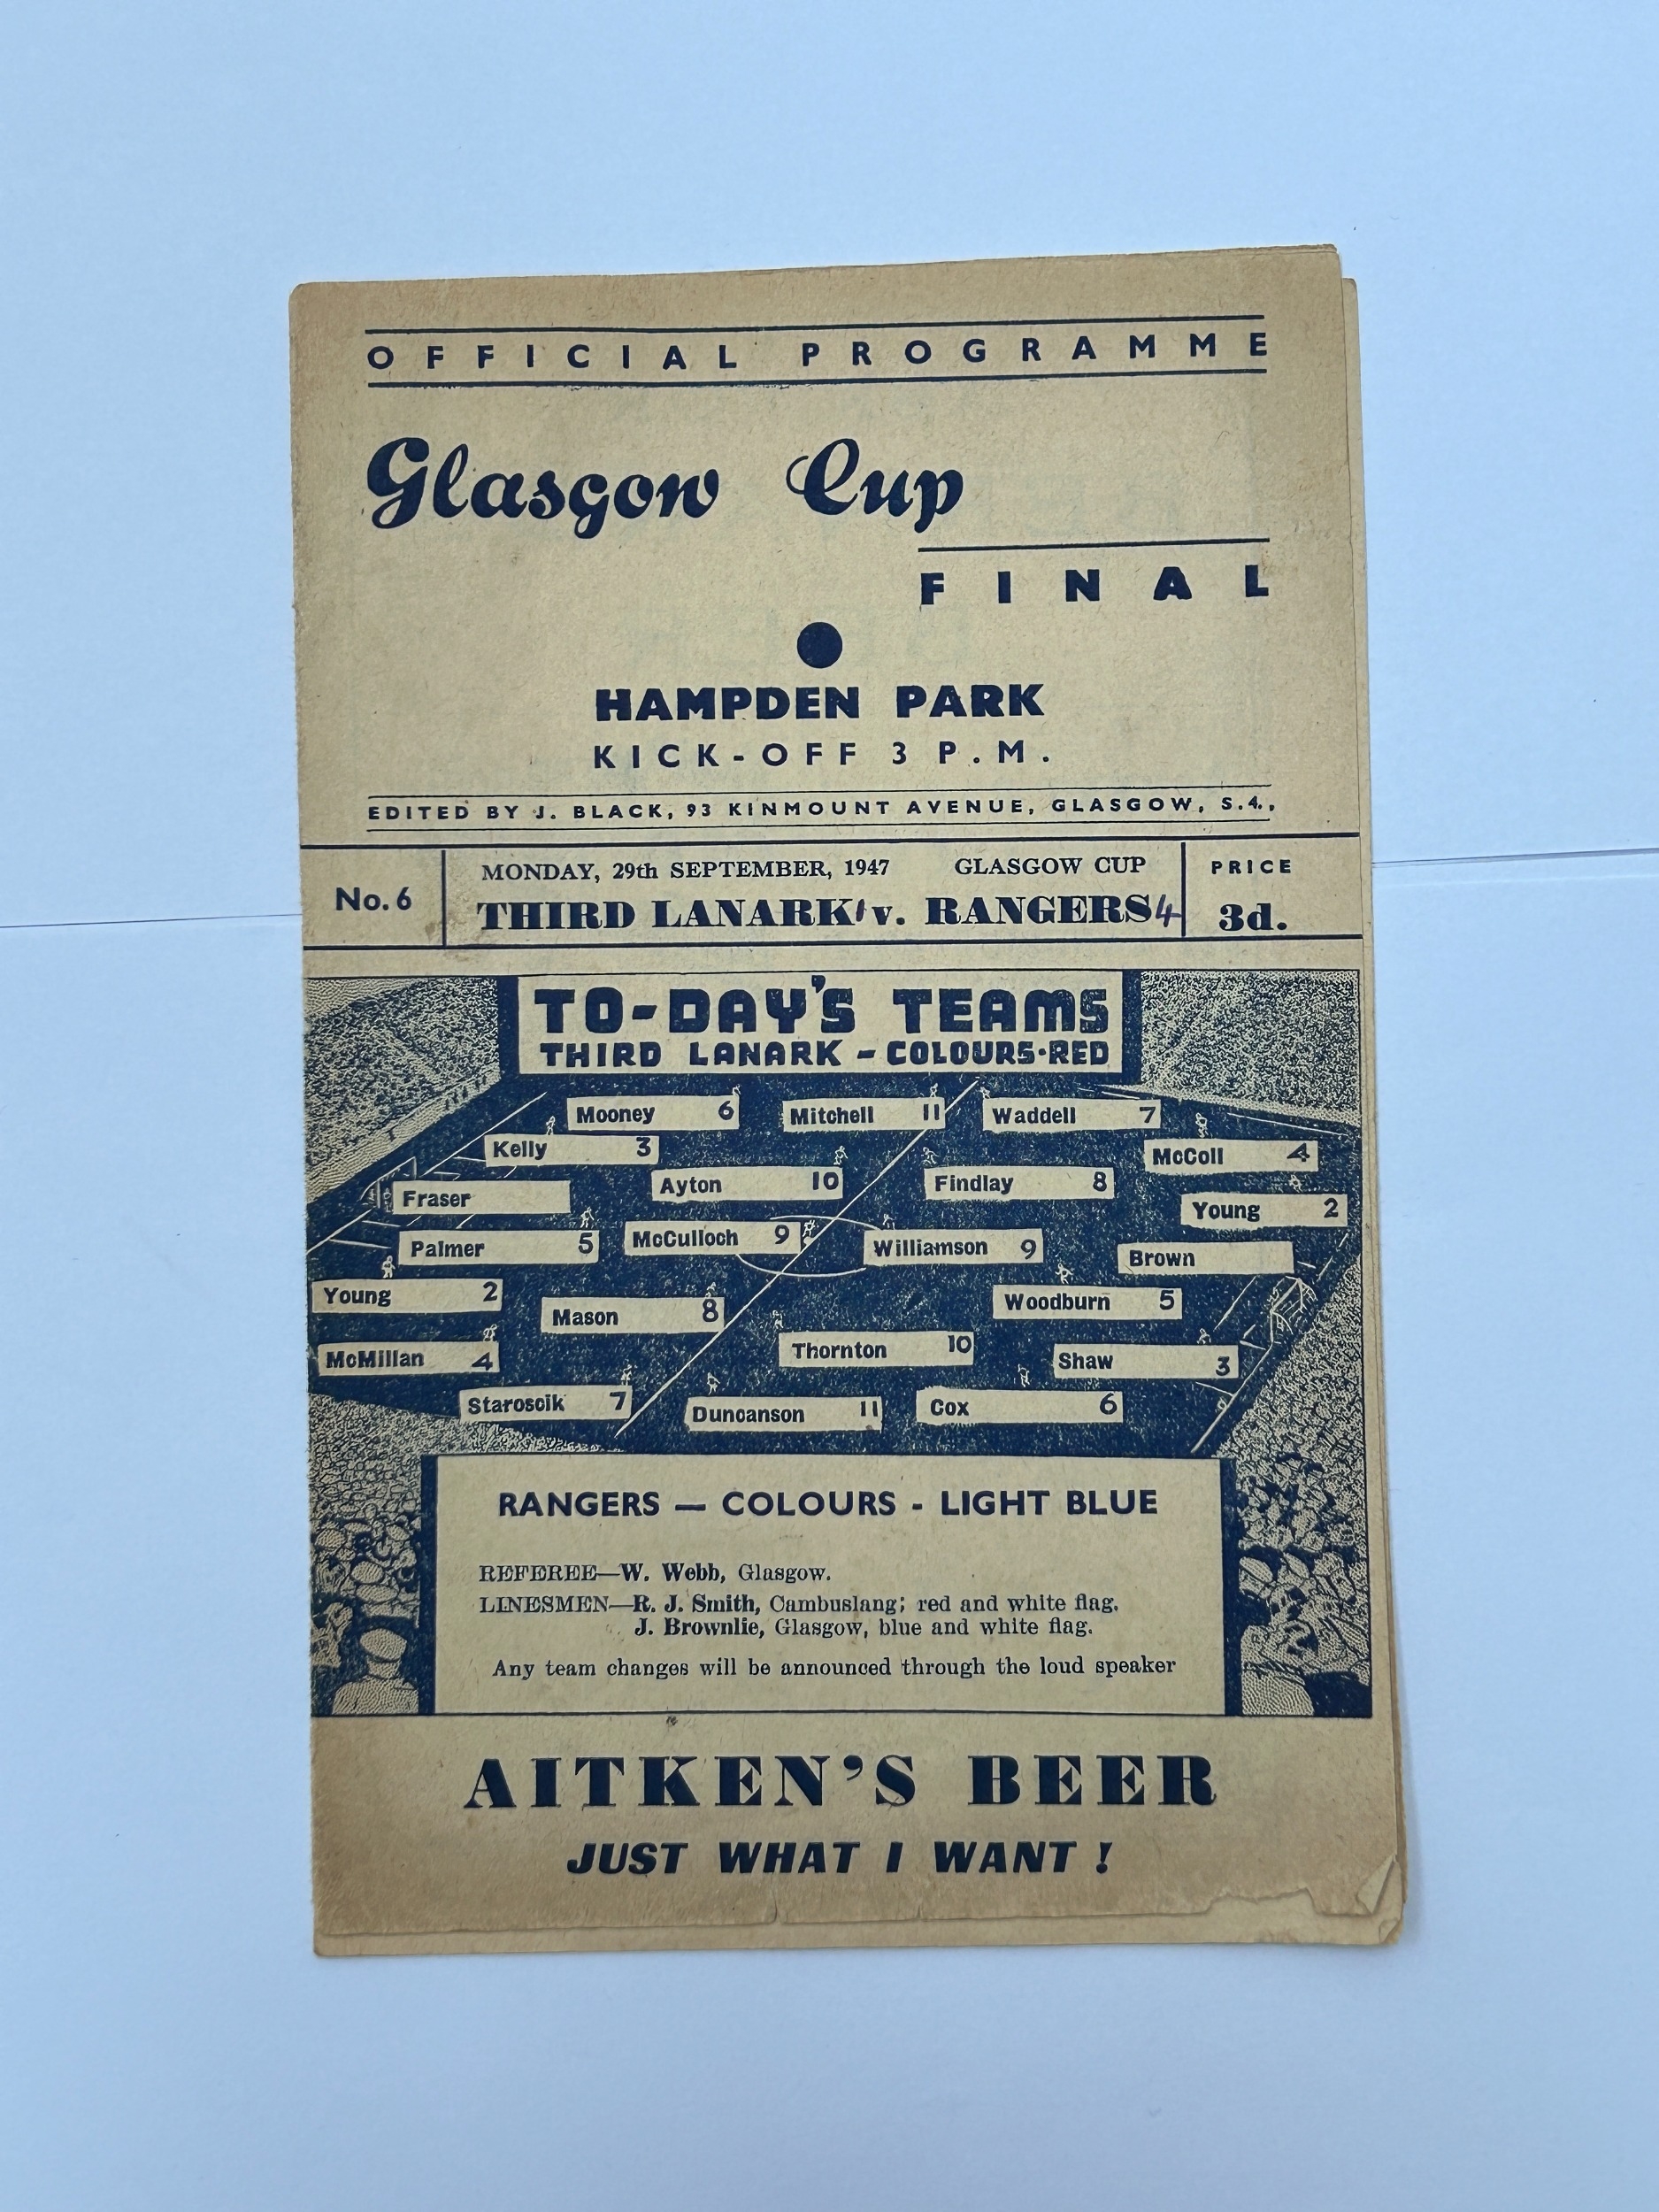 OFFICIAL PROGRAMME
Glasgow Cup
FINAL
HAMPDEN PARK
KICK-OFF 3 P.M.
EDITED BY J. BLACK, 93 KINMOUNT AVENUE, GLASGOW, S.4.,
No. 6
MONDAY, 29th SEPTEMBER, 1947 GLASGOW CUP
THIRD LANARK 1 v. RANGERS 4
PRICE
3d.
TO-DAY'S TEAMS
THIRD LANARK - COLOURS·RED
Mooney 6 Mitchell 11 Waddell 7
Kelly 3 McColl 4
Fraser Ayton 10 Findlay 8 Young 2
Palmer 5 McCulloch 9 Williamson 9 Brown
Young 2 Mason 8 Woodburn 5
McMillan 4 Thornton 10 Shaw 3
Staroscik 7 Duncanson 11 Cox 6
RANGERS — COLOURS - LIGHT BLUE
REFEREE—W. Webb, Glasgow.
LINESMEN—R. J. Smith, Cambuslang; red and white flag.
J. Brownlie, Glasgow, blue and white flag.
Any team changes will be announced through the loud speaker
AITKEN'S BEER
JUST WHAT I WANT !